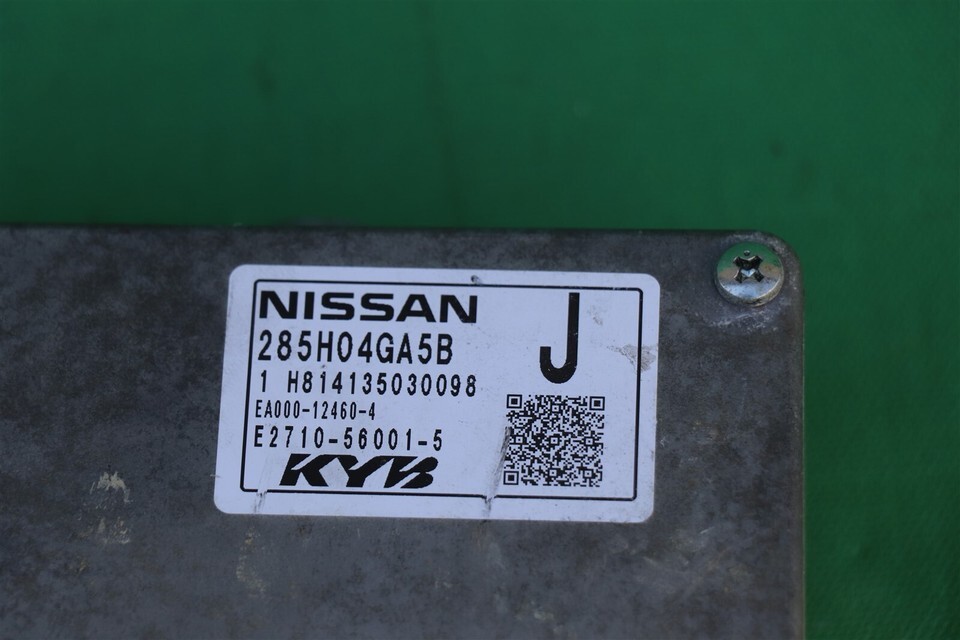 NISSAN
J
285H04GA5B
1 H814135030098
EA000-12460-4
E2710-56001-5
KYB